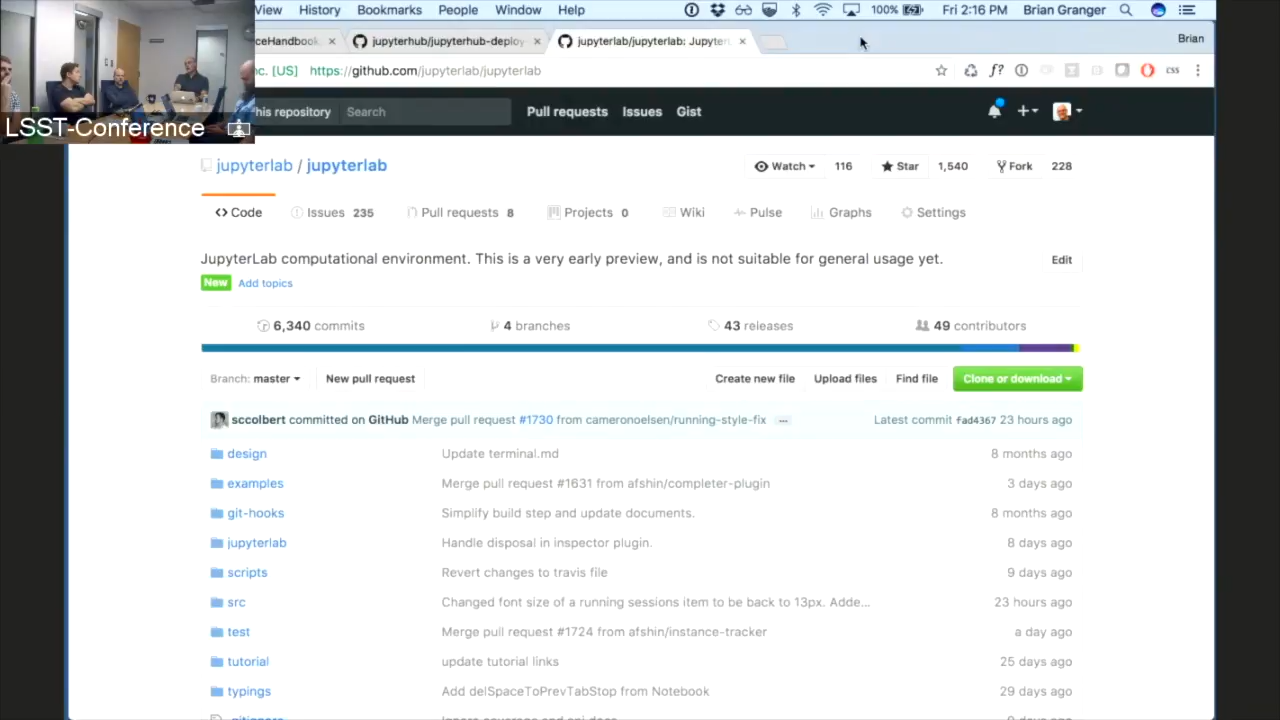 View History Bookmarks People Window Help 100% Fri 2:16 PM Brian Granger
ceHandbook jupyterhub/jupyterhub-deploy- jupyterlab/jupyterlab: Jupyter Brian
nc. [US] https://github.com/jupyterlab/jupyterlab f? css
LSST-Conference
his repository Search Pull requests Issues Gist
jupyterlab / jupyterlab Watch 116 Star 1,540 Fork 228
Code Issues 235 Pull requests 8 Projects 0 Wiki Pulse Graphs Settings
JupyterLab computational environment. This is a very early preview, and is not suitable for general usage yet. Edit
New Add topics
6,340 commits 4 branches 43 releases 49 contributors
Branch: master New pull request Create new file Upload files Find file Clone or download
sccolbert committed on GitHub Merge pull request #1730 from cameronoelsen/running-style-fix ... Latest commit fad4367 23 hours ago
design Update terminal.md 8 months ago
examples Merge pull request #1631 from afshin/completer-plugin 3 days ago
git-hooks Simplify build step and update documents. 8 months ago
jupyterlab Handle disposal in inspector plugin. 8 days ago
scripts Revert changes to travis file 9 days ago
src Changed font size of a running sessions item to be back to 13px. Adde... 23 hours ago
test Merge pull request #1724 from afshin/instance-tracker a day ago
tutorial update tutorial links 25 days ago
typings Add delSpaceToPrevTabStop from Notebook 29 days ago